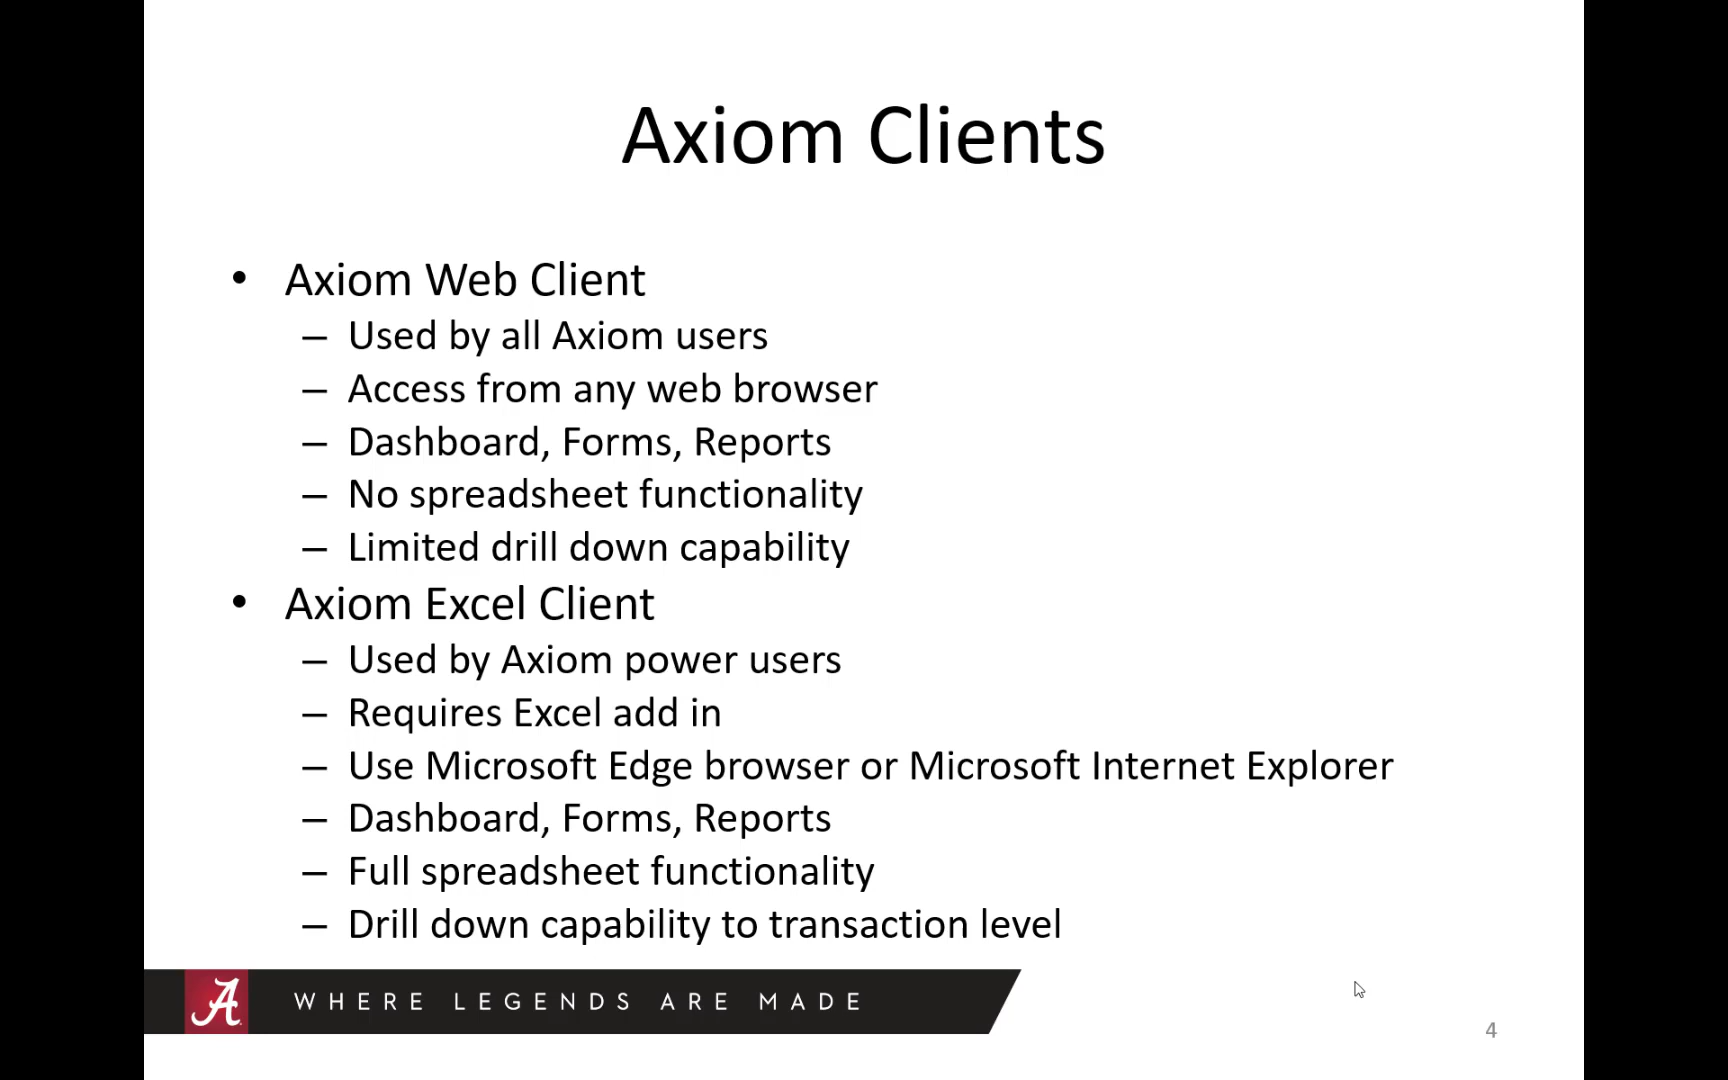 Axiom Clients
• Axiom Web Client
– Used by all Axiom users
– Access from any web browser
– Dashboard, Forms, Reports
– No spreadsheet functionality
– Limited drill down capability
• Axiom Excel Client
– Used by Axiom power users
– Requires Excel add in
– Use Microsoft Edge browser or Microsoft Internet Explorer
– Dashboard, Forms, Reports
– Full spreadsheet functionality
– Drill down capability to transaction level
A WHERE LEGENDS ARE MADE
4